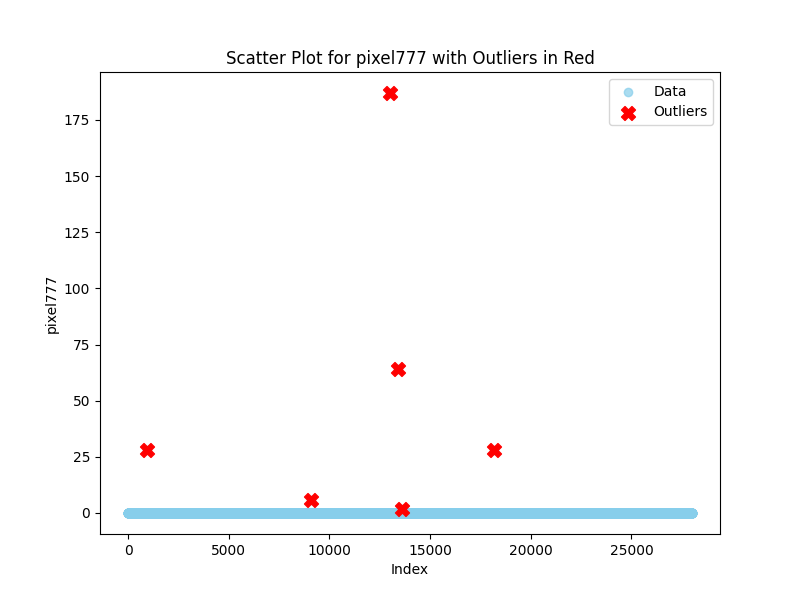 Scatter Plot for pixel777 with Outliers in Red
Data
Outliers
175
150
125
100
75
50
25
0
pixel777
0 5000 10000 15000 20000 25000
Index